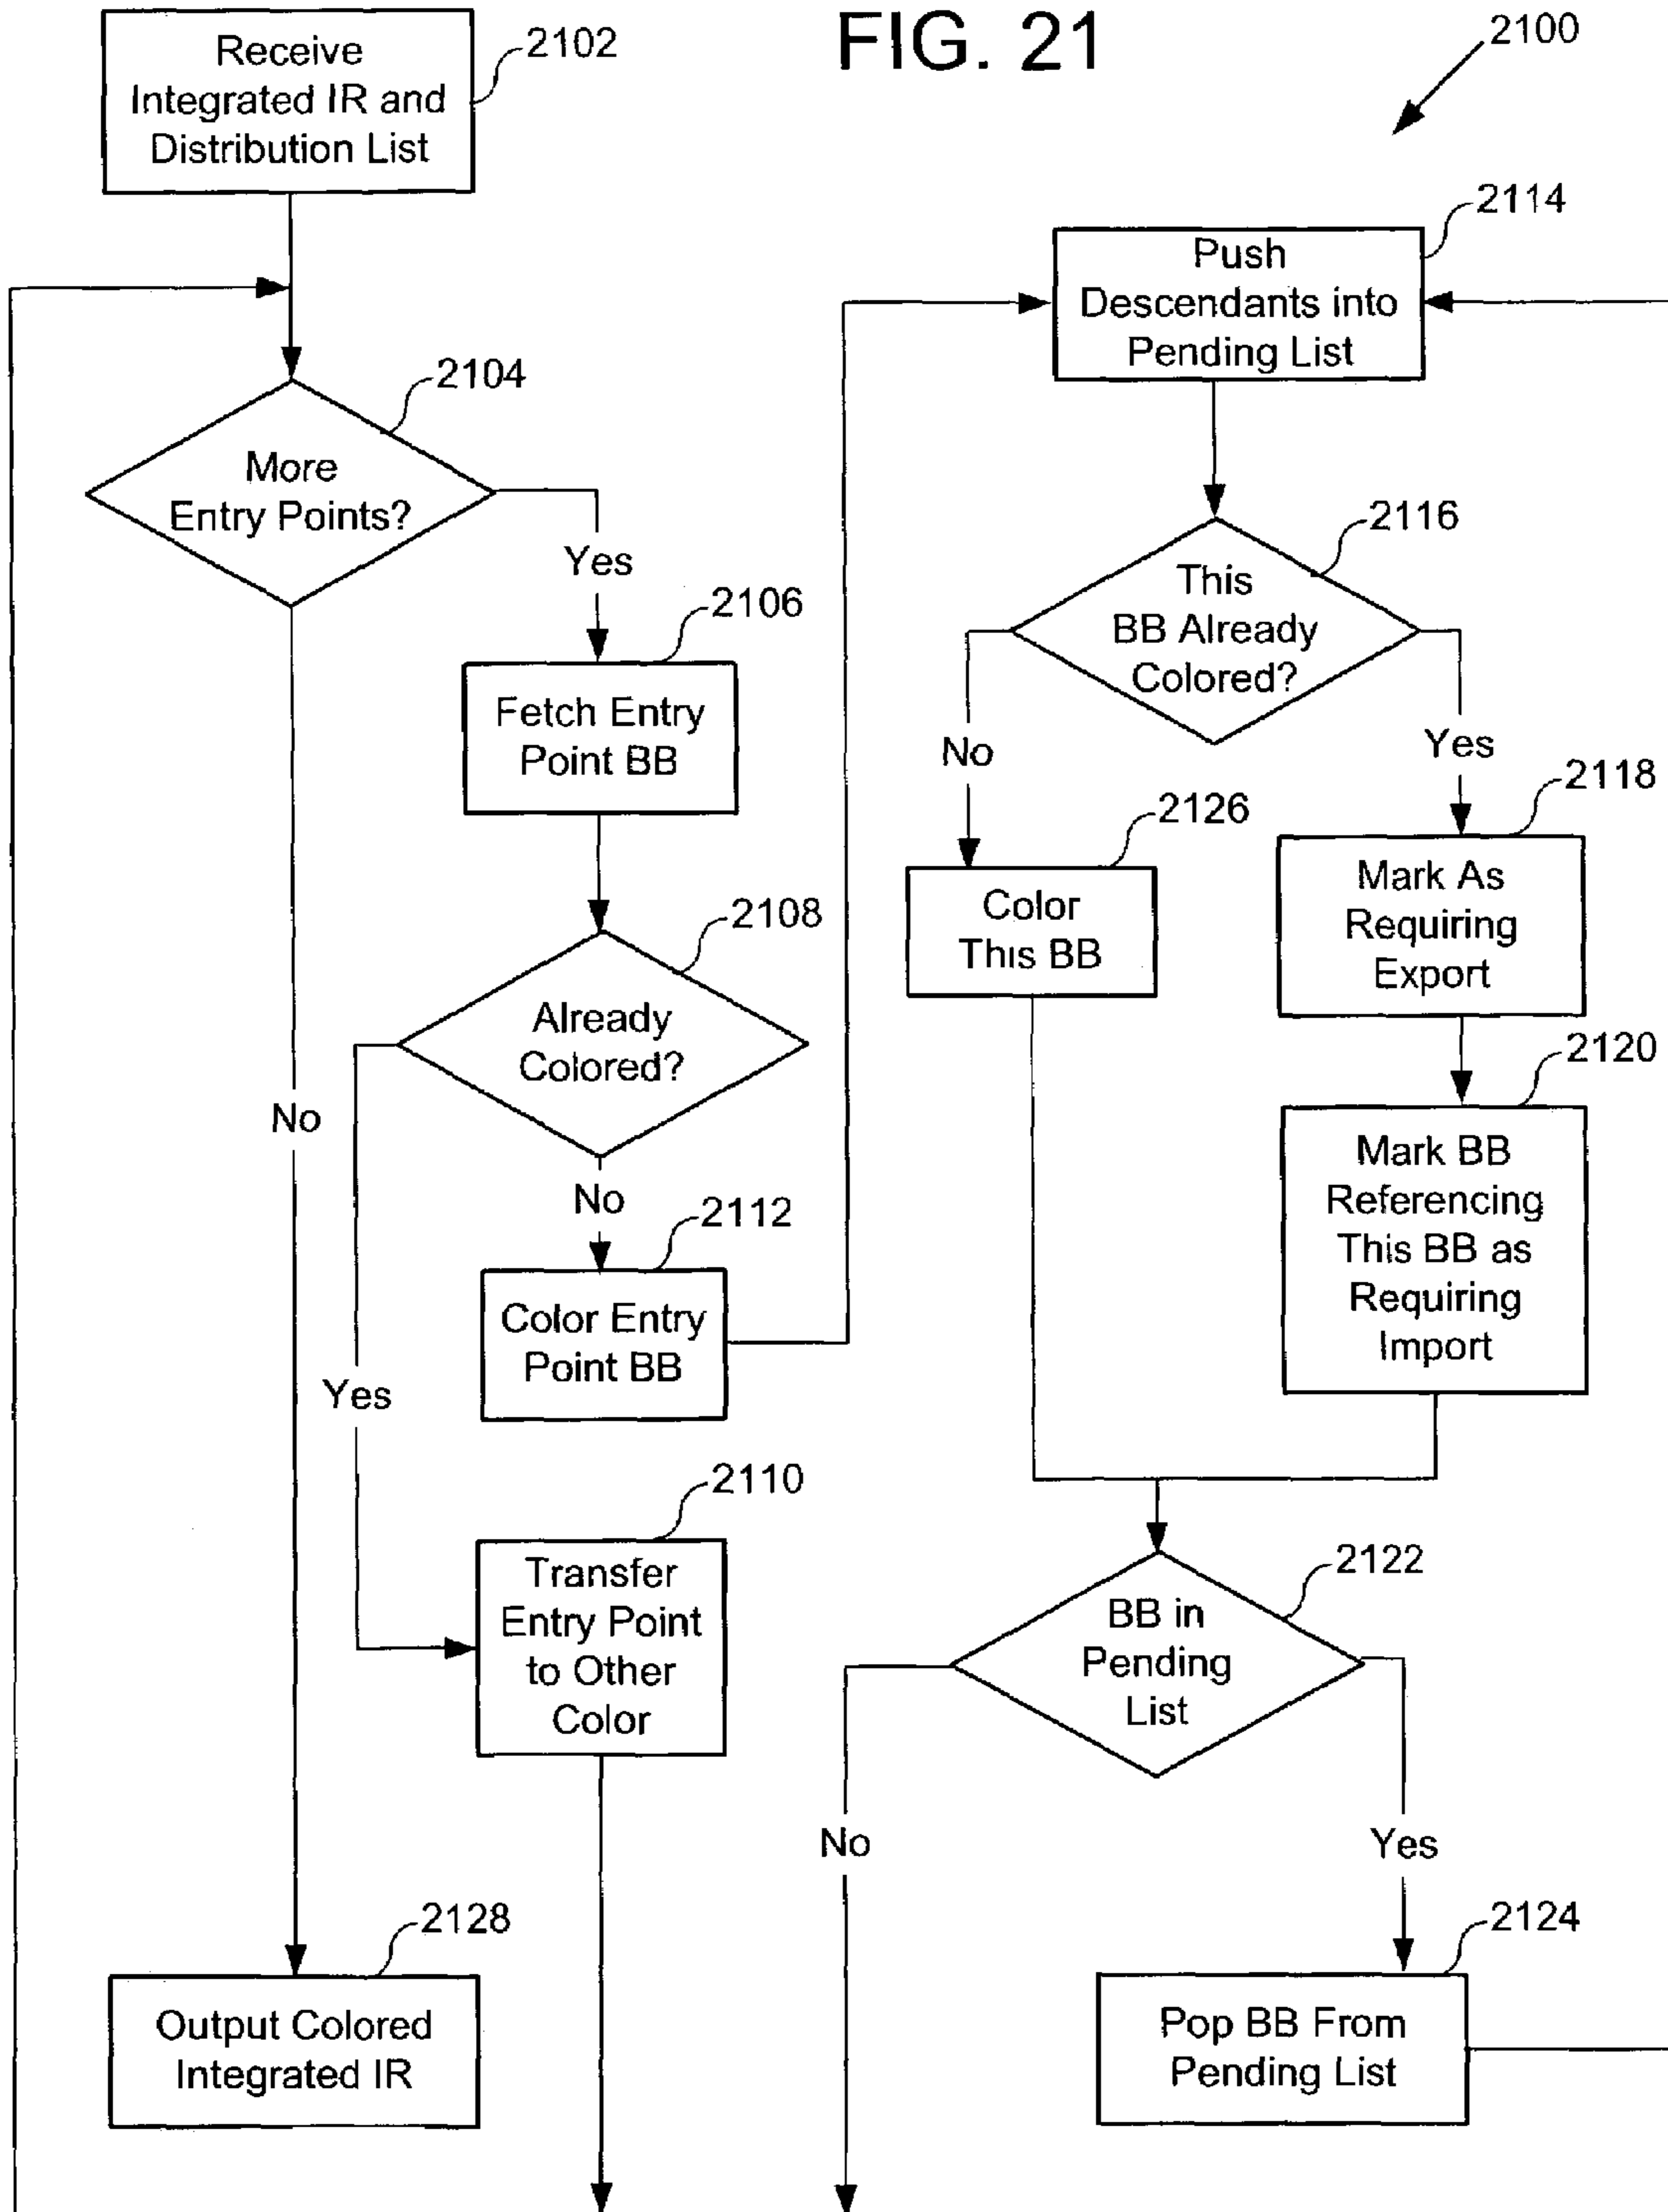 FIG. 21
2100
Receive
Integrated IR and
Distribution List
2102
More
Entry Points?
2104
Yes
No
Fetch Entry
Point BB
2106
Already
Colored?
2108
No
Yes
Color Entry
Point BB
2112
Transfer
Entry Point
to Other
Color
2110
Output Colored
Integrated IR
2128
Push
Descendants into
Pending List
2114
This
BB Already
Colored?
2116
No
Yes
Color
This BB
2126
Mark As
Requiring
Export
2118
Mark BB
Referencing
This BB as
Requiring
Import
2120
BB in
Pending
List
2122
No
Yes
Pop BB From
Pending List
2124